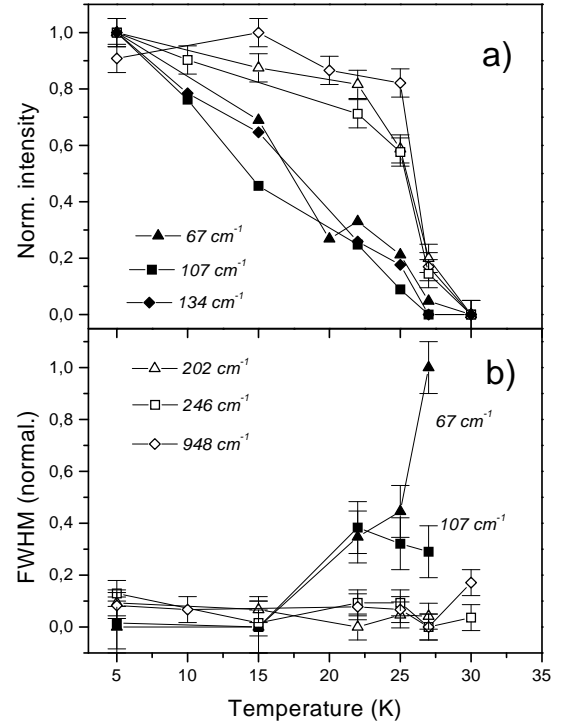 a)
Norm. intensity
1,0
0,8
0,6
0,4
0,2
0,0
67 cm⁻¹
107 cm⁻¹
134 cm⁻¹
b)
FWHM (normal.)
1,0
0,8
0,6
0,4
0,2
0,0
202 cm⁻¹
246 cm⁻¹
948 cm⁻¹
67 cm⁻¹
107 cm⁻¹
5 10 15 20 25 30 35
Temperature (K)